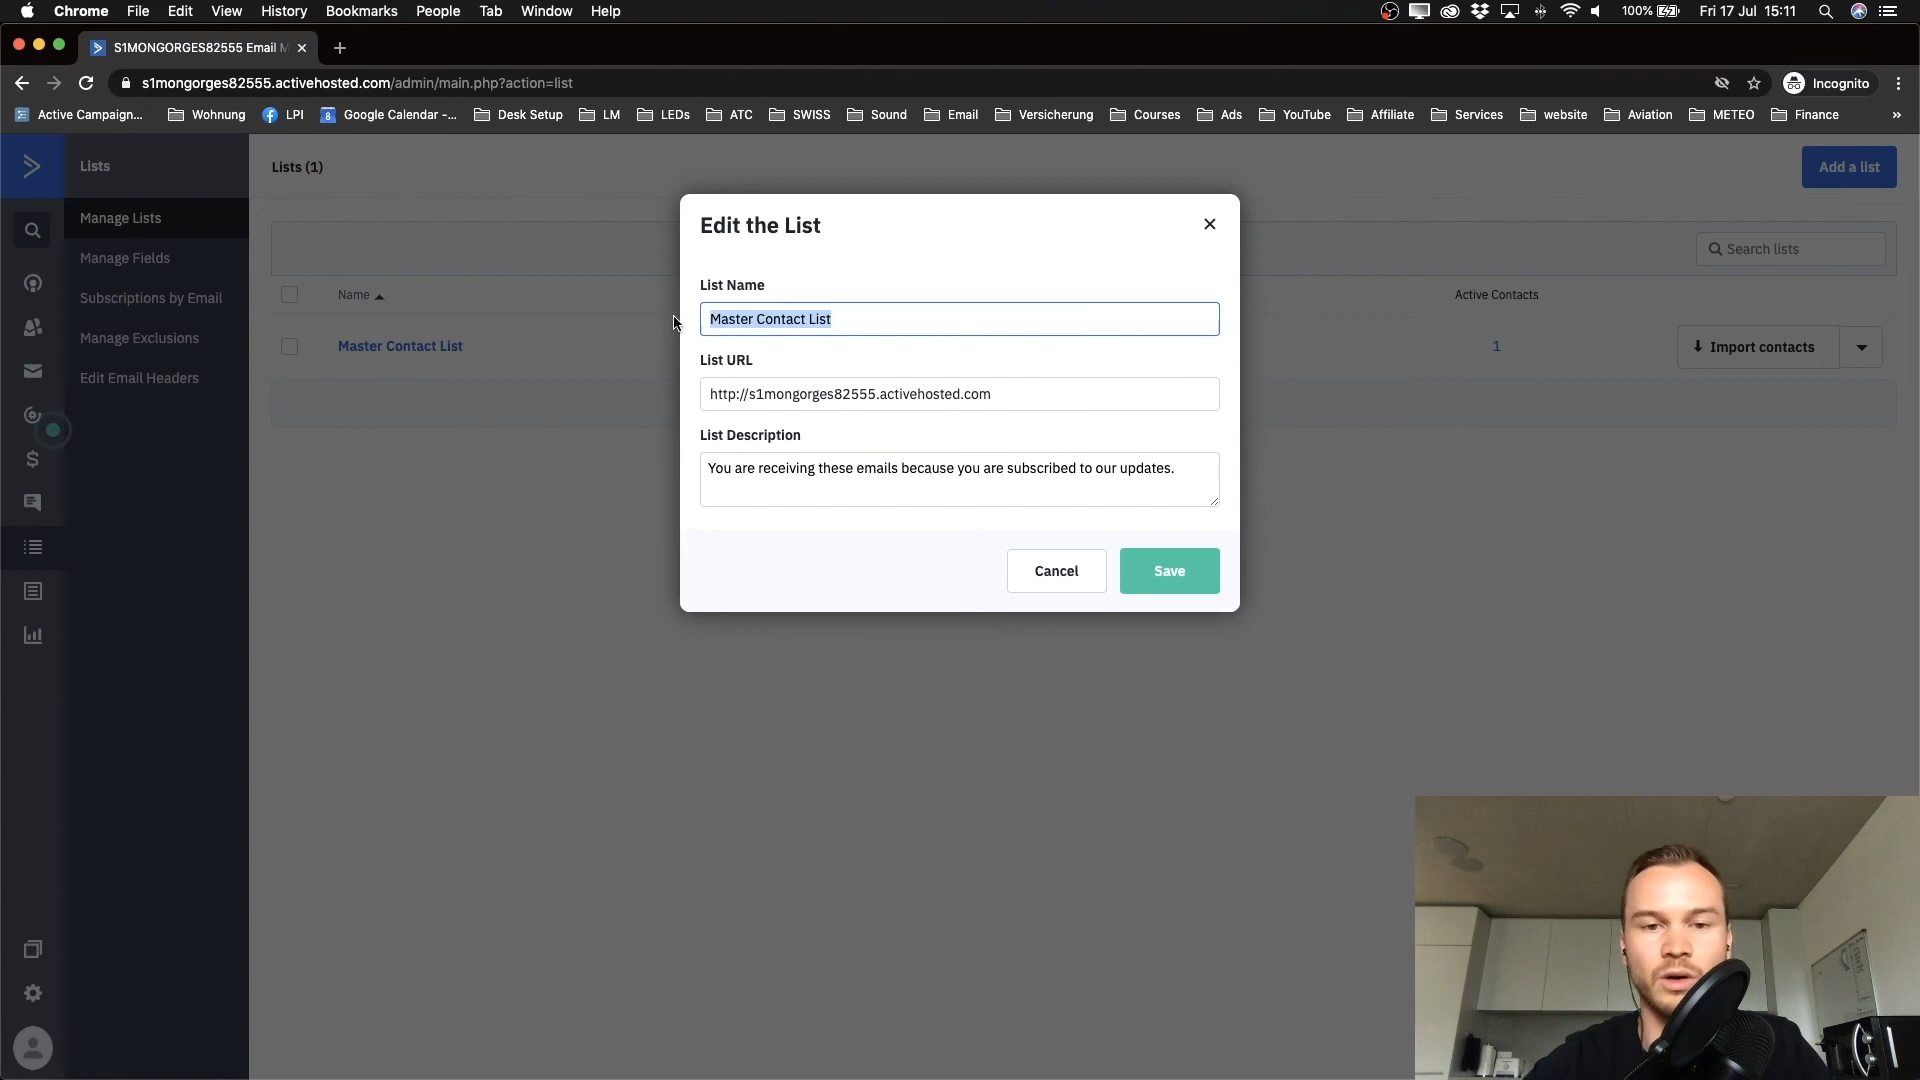 Chrome File Edit View History Bookmarks People Tab Window Help 100% Fri 17 Jul 15:11
S1MONGORGES82555 Email M
s1mongorges82555.activehosted.com/admin/main.php?action=list Incognito
Active Campaign... Wohnung LPI Google Calendar -... Desk Setup LM LEDs ATC SWISS Sound Email Versicherung Courses Ads YouTube Affiliate Services website Aviation METEO Finance »
Lists
Manage Lists
Manage Fields
Subscriptions by Email
Manage Exclusions
Edit Email Headers
Lists (1)
Add a list
Search lists
Name
Active Contacts
Master Contact List
1
Import contacts
Edit the List
List Name
Master Contact List
List URL
http://s1mongorges82555.activehosted.com
List Description
You are receiving these emails because you are subscribed to our updates.
Cancel
Save